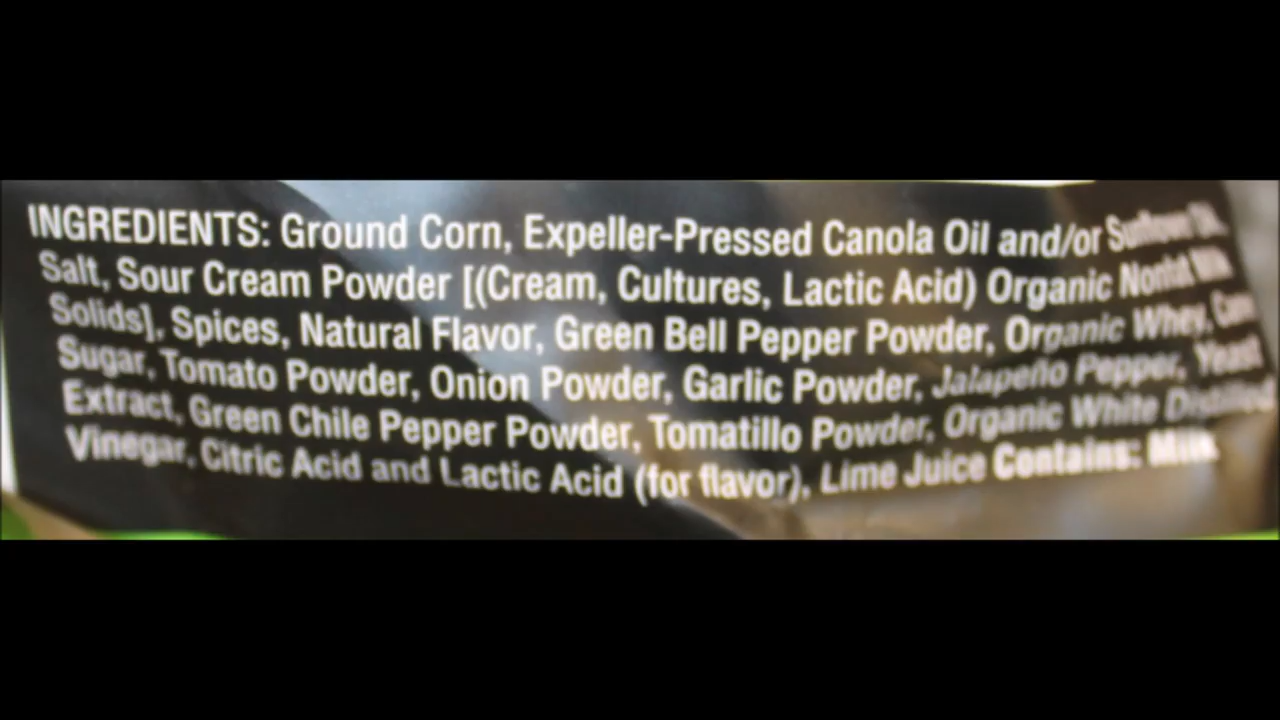 INGREDIENTS: Ground Corn, Expeller-Pressed Canola Oil and/or Sunflower Oil,
Salt, Sour Cream Powder [(Cream, Cultures, Lactic Acid) Organic Nonfat Milk
Solids], Spices, Natural Flavor, Green Bell Pepper Powder, Organic Whey, Cane
Sugar, Tomato Powder, Onion Powder, Garlic Powder, Jalapeño Pepper, Yeast
Extract, Green Chile Pepper Powder, Tomatillo Powder, Organic White Distilled
Vinegar, Citric Acid and Lactic Acid (for flavor), Lime Juice Contains: Milk